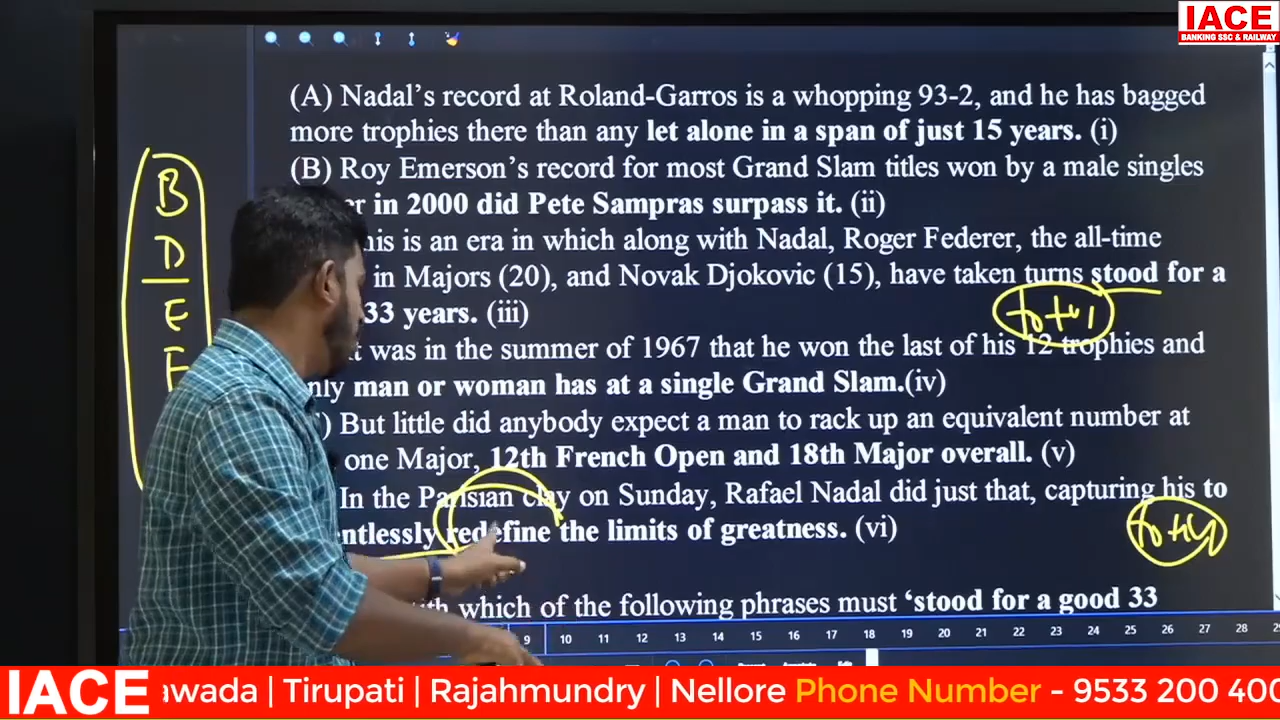 IACE
BANKING SSC & RAILWAY
(A) Nadal's record at Roland-Garros is a whopping 93-2, and he has bagged
more trophies there than any let alone in a span of just 15 years. (i)
(B) Roy Emerson's record for most Grand Slam titles won by a male singles
in 2000 did Pete Sampras surpass it. (ii)
is an era in which along with Nadal, Roger Federer, the all-time
in Majors (20), and Novak Djokovic (15), have taken turns stood for a
33 years. (iii)
was in the summer of 1967 that he won the last of his 12 trophies and
man or woman has at a single Grand Slam.(iv)
) But little did anybody expect a man to rack up an equivalent number at
one Major, 12th French Open and 18th Major overall. (v)
In the Parisian clay on Sunday, Rafael Nadal did just that, capturing his to
redefine the limits of greatness. (vi)
which of the following phrases must 'stood for a good 33
B
D
E
9 10 11 12 13 14 15 16 17 18 19 20 21 22 23 24 25 26 27 28
IACE awada | Tirupati | Rajahmundry | Nellore Phone Number - 9533 200 400